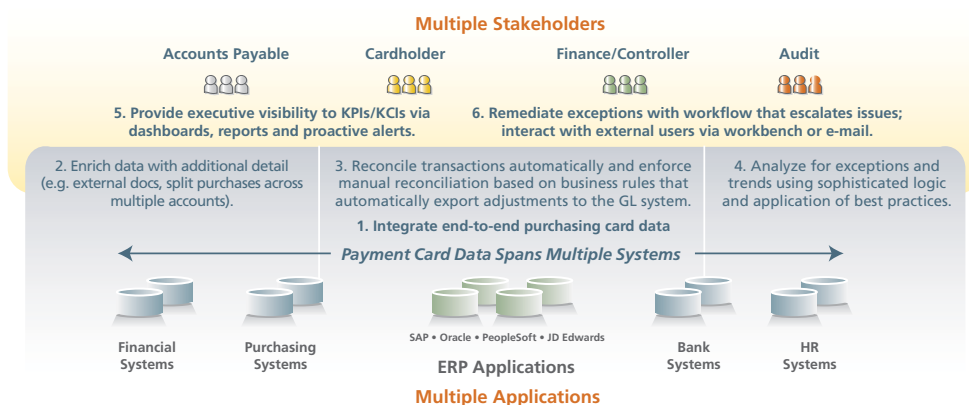 Multiple Stakeholders
Accounts Payable
Cardholder
Finance/Controller
Audit
5. Provide executive visibility to KPIs/KCIs via
dashboards, reports and proactive alerts.
6. Remediate exceptions with workflow that escalates issues;
interact with external users via workbench or e-mail.
2. Enrich data with additional detail
(e.g. external docs, split purchases across
multiple accounts).
3. Reconcile transactions automatically and enforce
manual reconciliation based on business rules that
automatically export adjustments to the GL system.
4. Analyze for exceptions and
trends using sophisticated logic
and application of best practices.
1. Integrate end-to-end purchasing card data
Payment Card Data Spans Multiple Systems
Financial
Systems
Purchasing
Systems
SAP • Oracle • PeopleSoft • JD Edwards
ERP Applications
Bank
Systems
HR
Systems
Multiple Applications